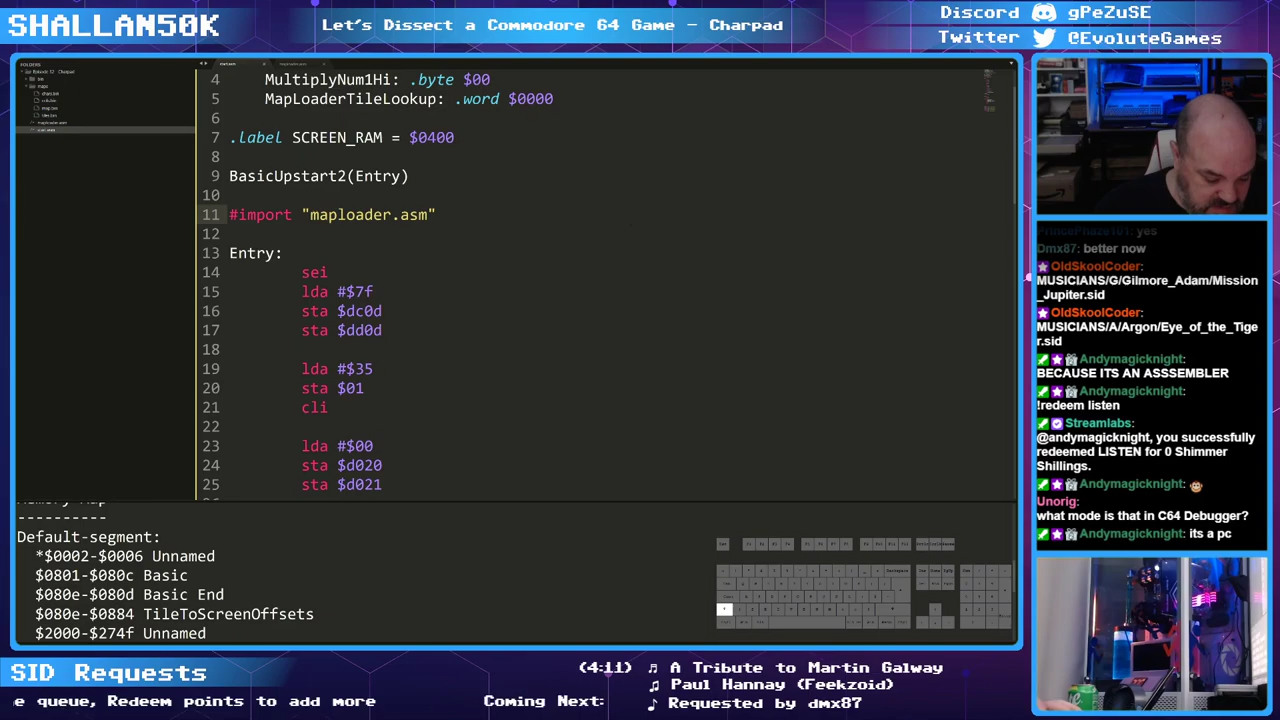 SHALLAN50K
Let's Dissect a Commodore 64 Game - Charpad
Discord gPeZuSE
Twitter @EvoluteGames
4 MultiplyNum1Hi: .byte $00
5 MapLoaderTileLookup: .word $0000
6
7 .label SCREEN_RAM = $0400
8
9 BasicUpstart2(Entry)
10
11 #import "maploader.asm"
12
13 Entry:
14 sei
15 lda #$7f
16 sta $dc0d
17 sta $dd0d
18
19 lda #$35
20 sta $01
21 cli
22
23 lda #$00
24 sta $d020
25 sta $d021
----------
Default-segment:
*$0002-$0006 Unnamed
$0801-$080c Basic
$080e-$080d Basic End
$080e-$0884 TileToScreenOffsets
$2000-$274f Unnamed
PrincePhaze101: yes
Dmx87: better now
OldSkoolCoder:
MUSICIANS/G/Gilmore_Adam/Mission
_Jupiter.sid
OldSkoolCoder:
MUSICIANS/A/Argon/Eye_of_the_Tige
r.sid
Andymagicknight:
BECAUSE ITS AN ASSSEMBLER
Andymagicknight:
!redeem listen
Streamlabs:
@andymagicknight, you successfully
redeemed LISTEN for 0 Shimmer
Shillings.
Andymagicknight:
Unorig:
what mode is that in C64 Debugger?
Andymagicknight: its a pc
SID Requests
(4:11) A Tribute to Martin Galway
Paul Hannay (Feekzoid)
Requested by dmx87
e queue, Redeem points to add more
Coming Next: